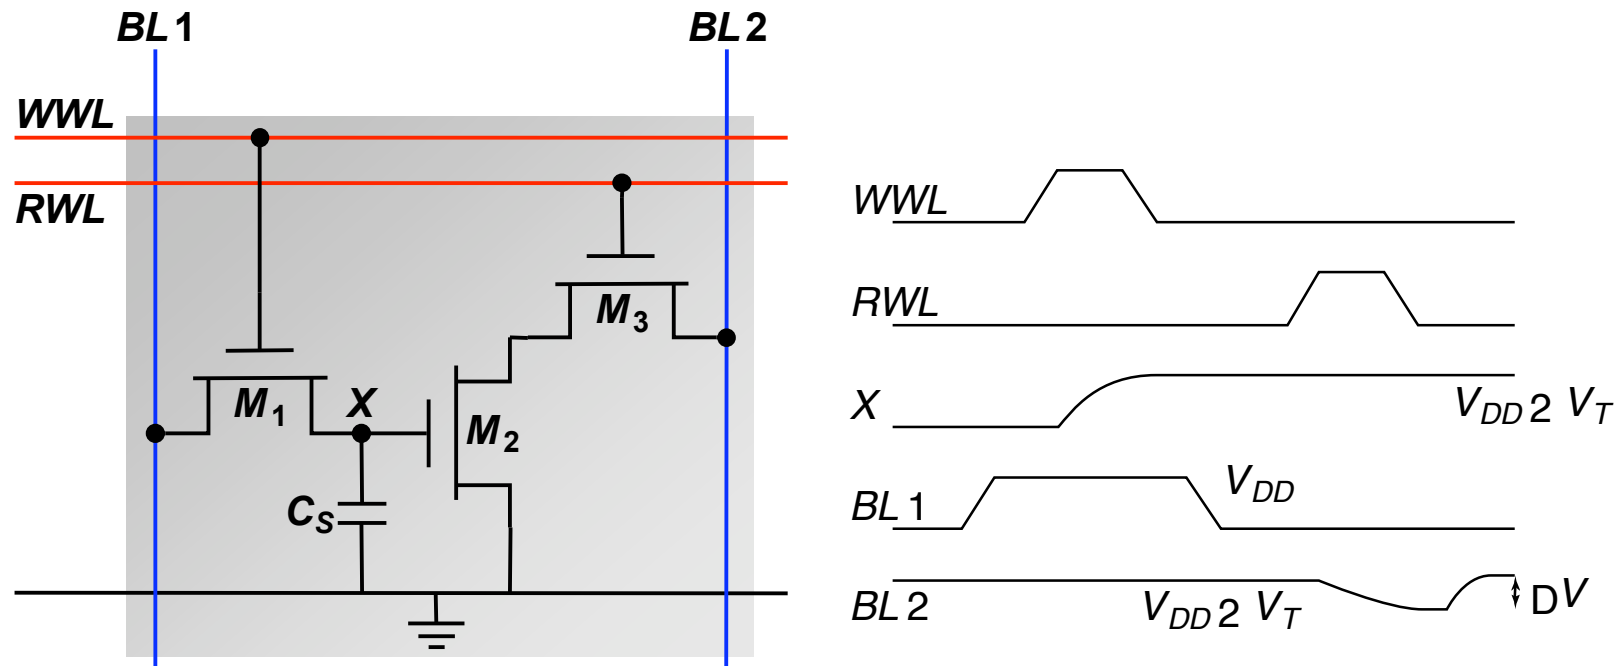 BL1
BL2
WWL
RWL
M3
M1
X
M2
CS
WWL
RWL
X
VDD 2 VT
BL1
VDD
BL2
VDD 2 VT
DV